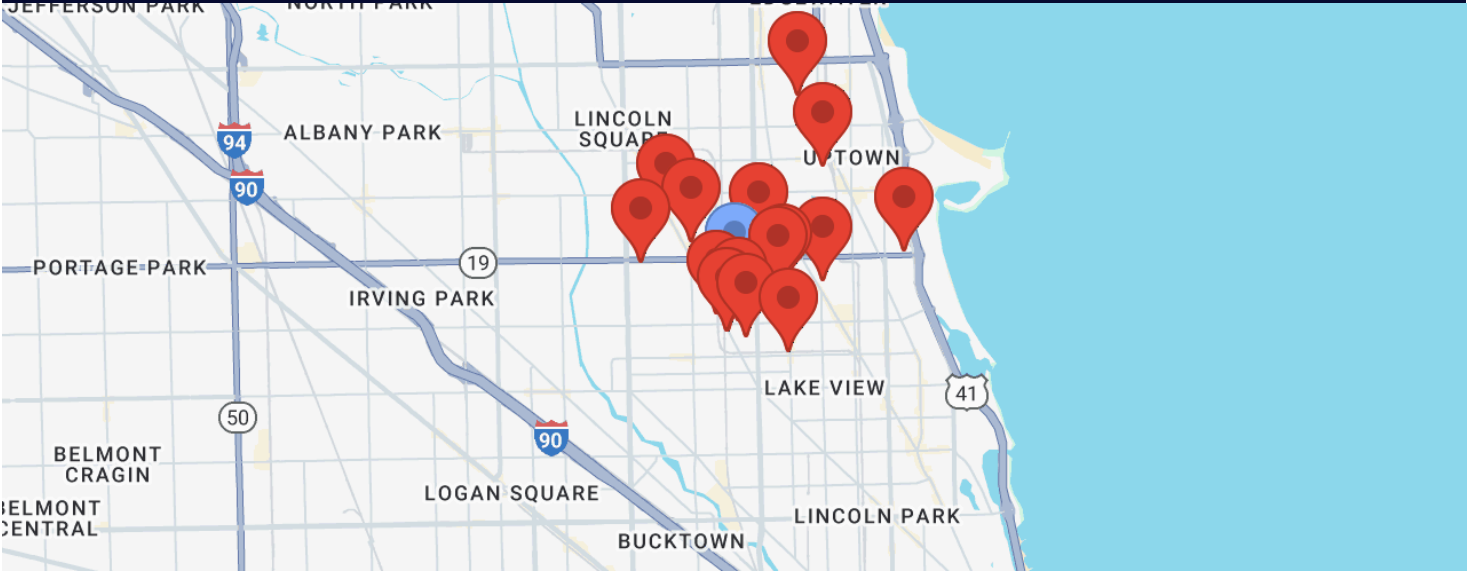 JEFFERSON PARK
NORTH PARK
EDGEWATER
LINCOLN
SQUARE
ALBANY PARK
94
UPTOWN
90
PORTAGE PARK
19
IRVING PARK
LAKE VIEW
41
50
90
BELMONT
CRAGIN
LOGAN SQUARE
BELMONT
CENTRAL
LINCOLN PARK
BUCKTOWN